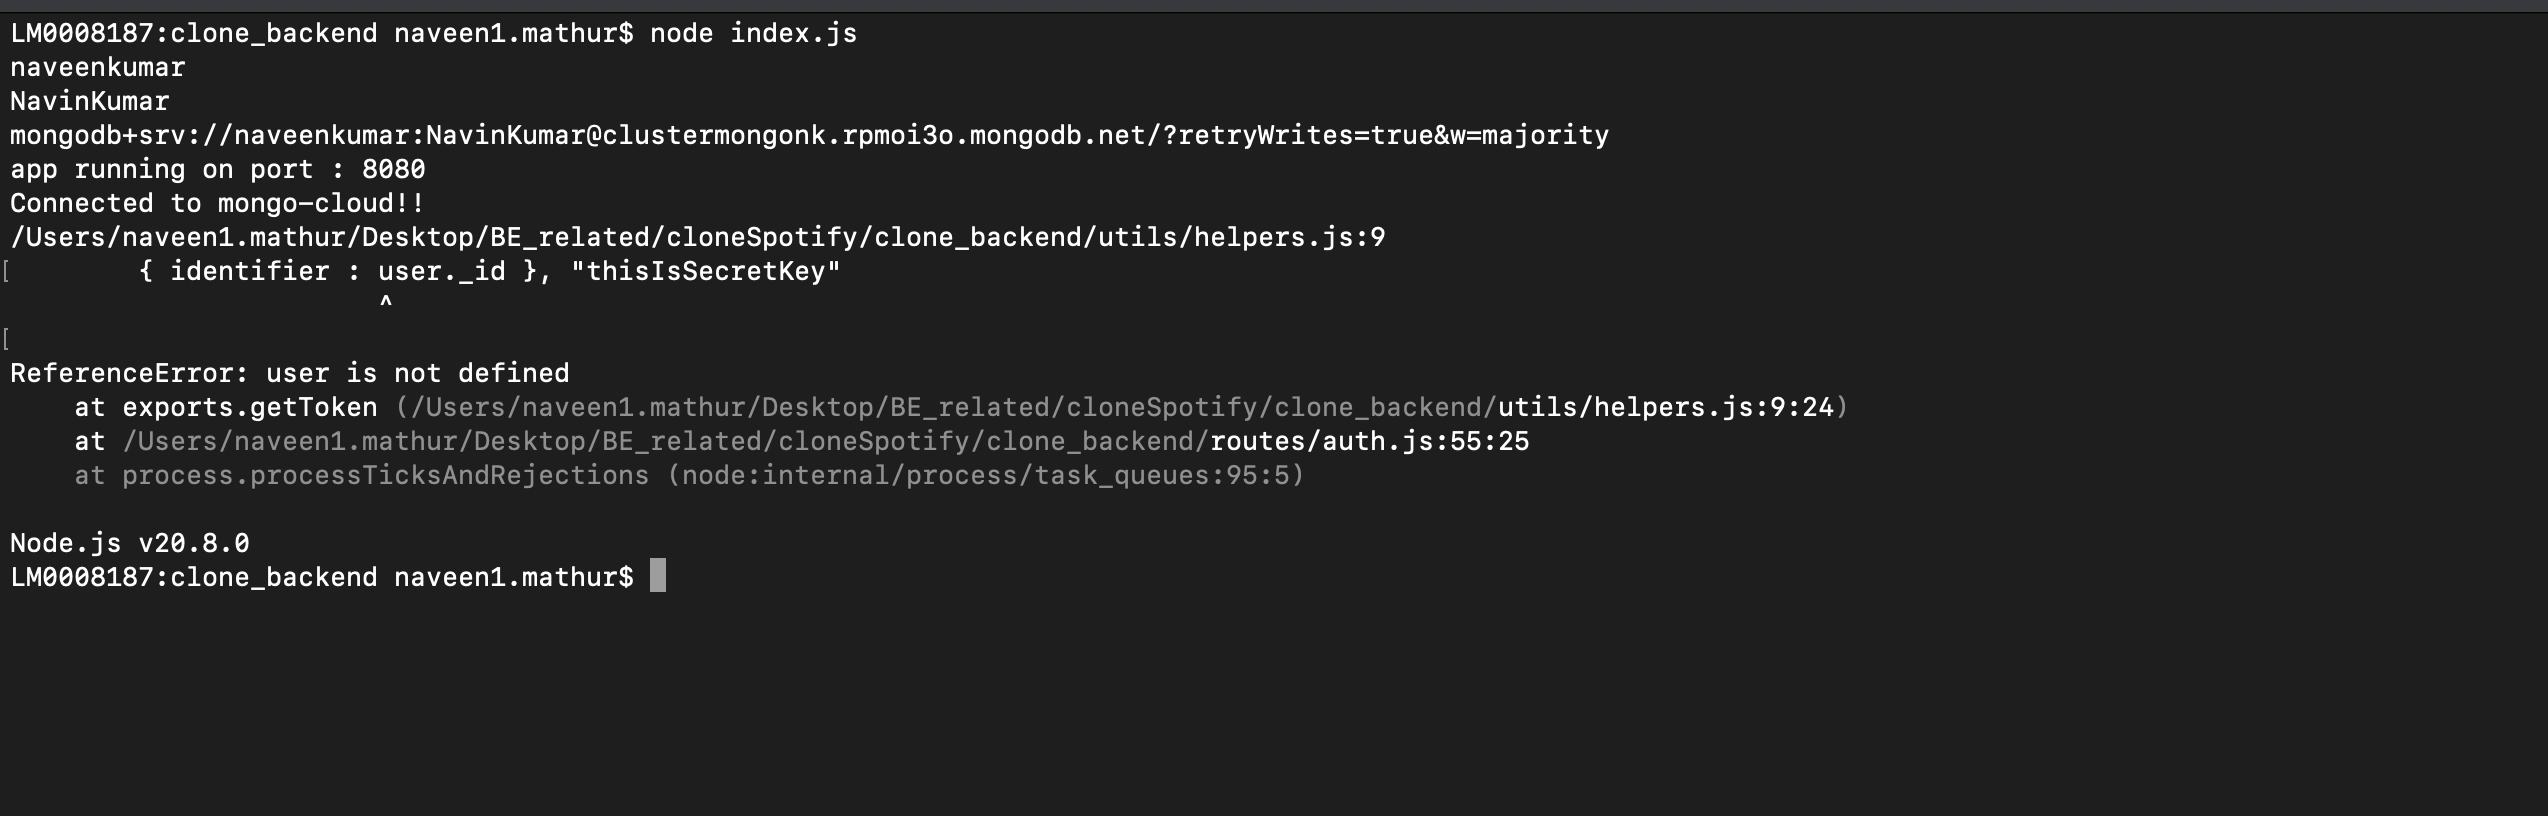 LM0008187:clone_backend naveen1.mathur$ node index.js
naveenkumar
NavinKumar
mongodb+srv://naveenkumar:NavinKumar@clustermongonk.rpmoi3o.mongodb.net/?retryWrites=true&w=majority
app running on port : 8080
Connected to mongo-cloud!!
/Users/naveen1.mathur/Desktop/BE_related/cloneSpotify/clone_backend/utils/helpers.js:9
[        { identifier : user._id }, "thisIsSecretKey"
                       ^
[
ReferenceError: user is not defined
    at exports.getToken (/Users/naveen1.mathur/Desktop/BE_related/cloneSpotify/clone_backend/utils/helpers.js:9:24)
    at /Users/naveen1.mathur/Desktop/BE_related/cloneSpotify/clone_backend/routes/auth.js:55:25
    at process.processTicksAndRejections (node:internal/process/task_queues:95:5)
Node.js v20.8.0
LM0008187:clone_backend naveen1.mathur$